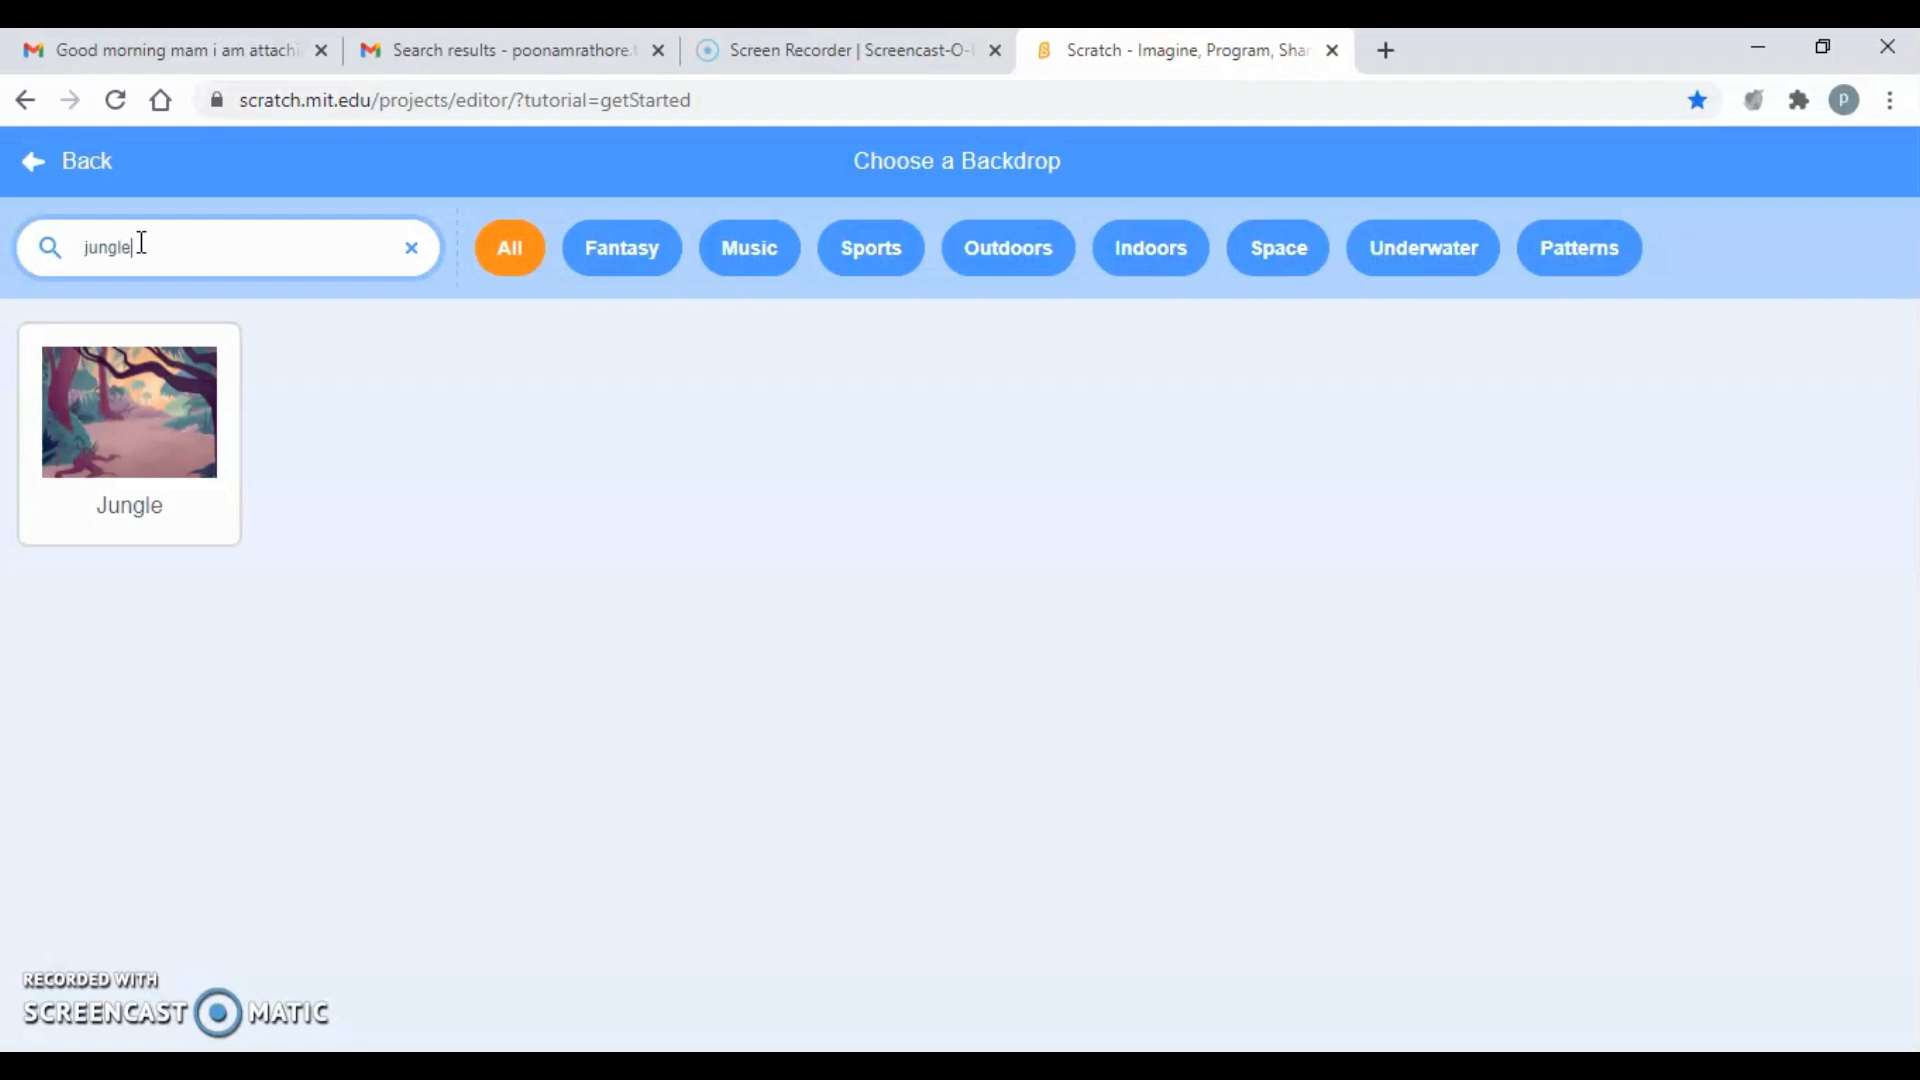 Good morning mam i am attachi
Search results - poonamrathore.t
Screen Recorder | Screencast-O-
Scratch - Imagine, Program, Shar
scratch.mit.edu/projects/editor/?tutorial=getStarted
P
Back
Choose a Backdrop
jungle
All
Fantasy
Music
Sports
Outdoors
Indoors
Space
Underwater
Patterns
Jungle
RECORDED WITH
SCREENCAST MATIC